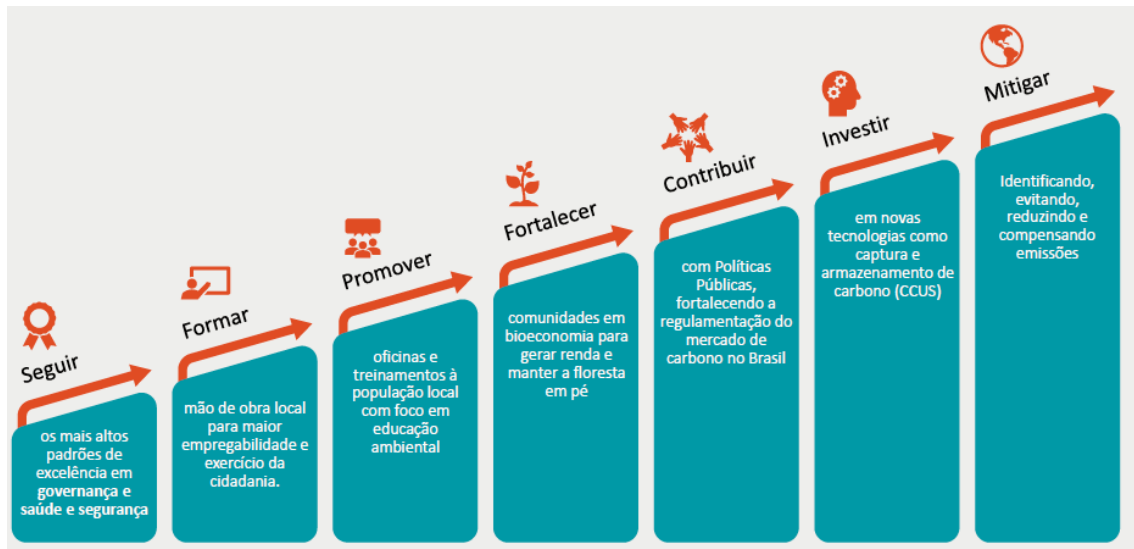 Seguir
os mais altos
padrões de
excelência em
governança e
saúde e segurança
Formar
mão de obra local
para maior
empregabilidade e
exercício da
cidadania.
Promover
oficinas e
treinamentos à
população local
com foco em
educação
ambiental
Fortalecer
comunidades em
bioeconomia para
gerar renda e
manter a floresta
em pé
Contribuir
com Políticas
Públicas,
fortalecendo a
regulamentação do
mercado de
carbono no Brasil
Investir
em novas
tecnologias como
captura e
armazenamento de
carbono (CCUS)
Mitigar
Identificando,
evitando,
reduzindo e
compensando
emissões